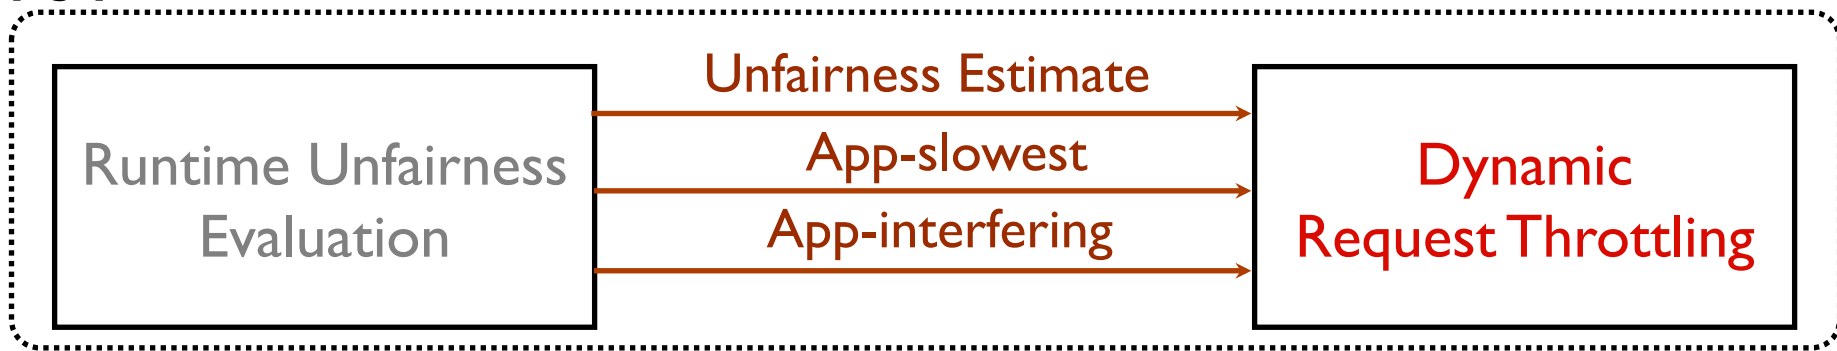 Unfairness Estimate
Runtime Unfairness
Evaluation
App-slowest
App-interfering
Dynamic
Request Throttling